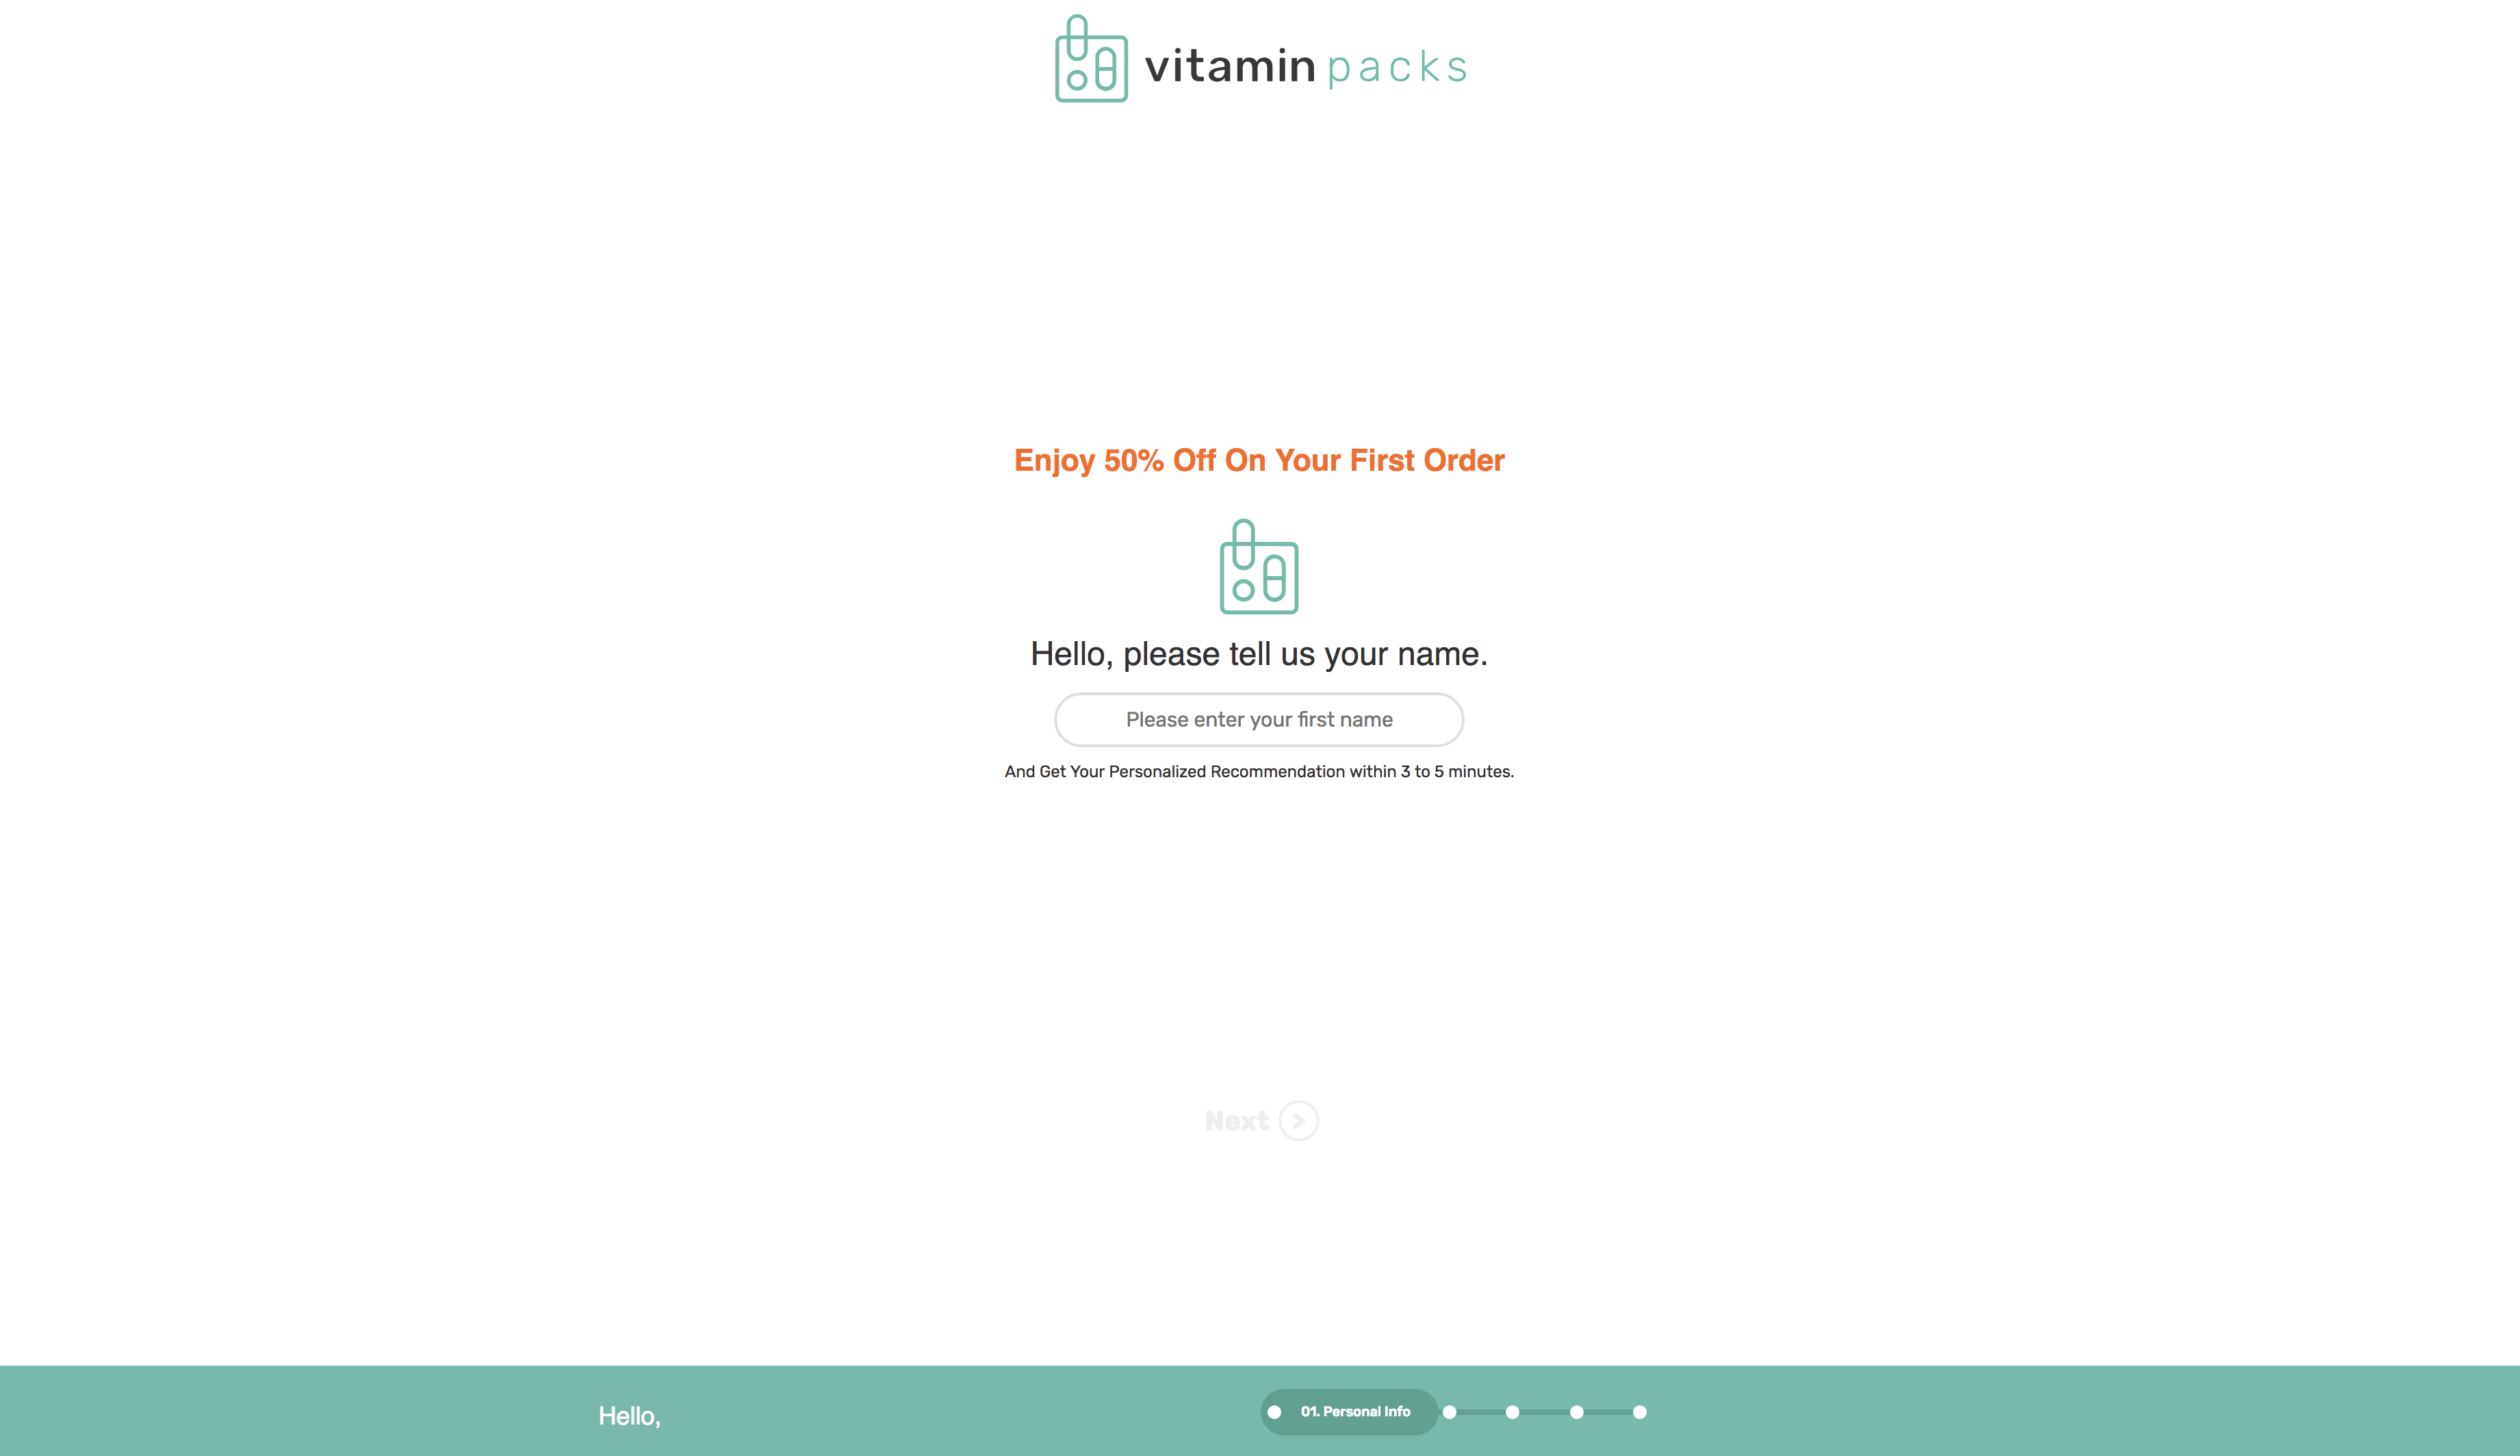 vitamin packs
Enjoy 50% Off On Your First Order
Hello, please tell us your name.
Please enter your first name
And Get Your Personalized Recommendation within 3 to 5 minutes.
Next
Hello,
01. Personal Info